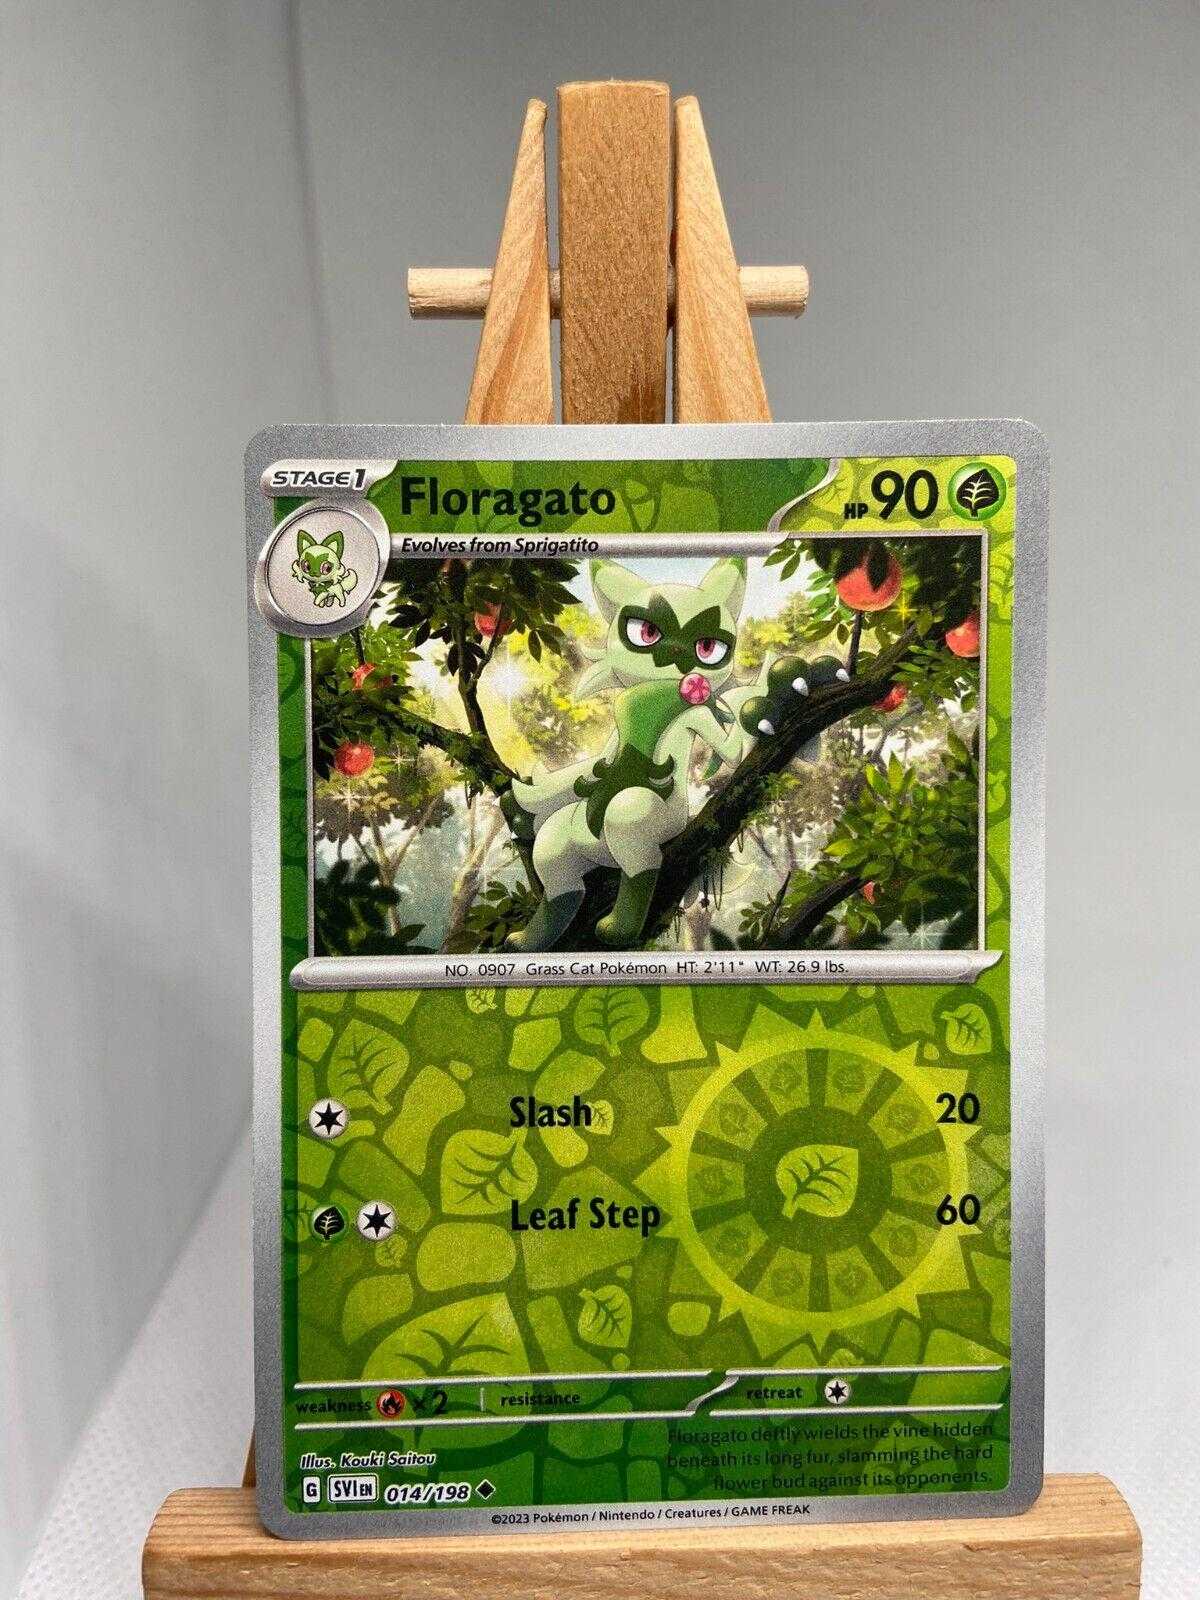 STAGE1
Floragato
HP 90
Evolves from Sprigatito
NO. 0907 Grass Cat Pokémon HT: 2'11" WT: 26.9 lbs.
Slash 20
Leaf Step 60
weakness ×2 resistance retreat
Floragato deftly wields the vine hidden
beneath its long fur, slamming the hard
flower bud against its opponents.
Illus. Kouki Saitou
G SVI EN 014/198
©2023 Pokémon / Nintendo / Creatures / GAME FREAK